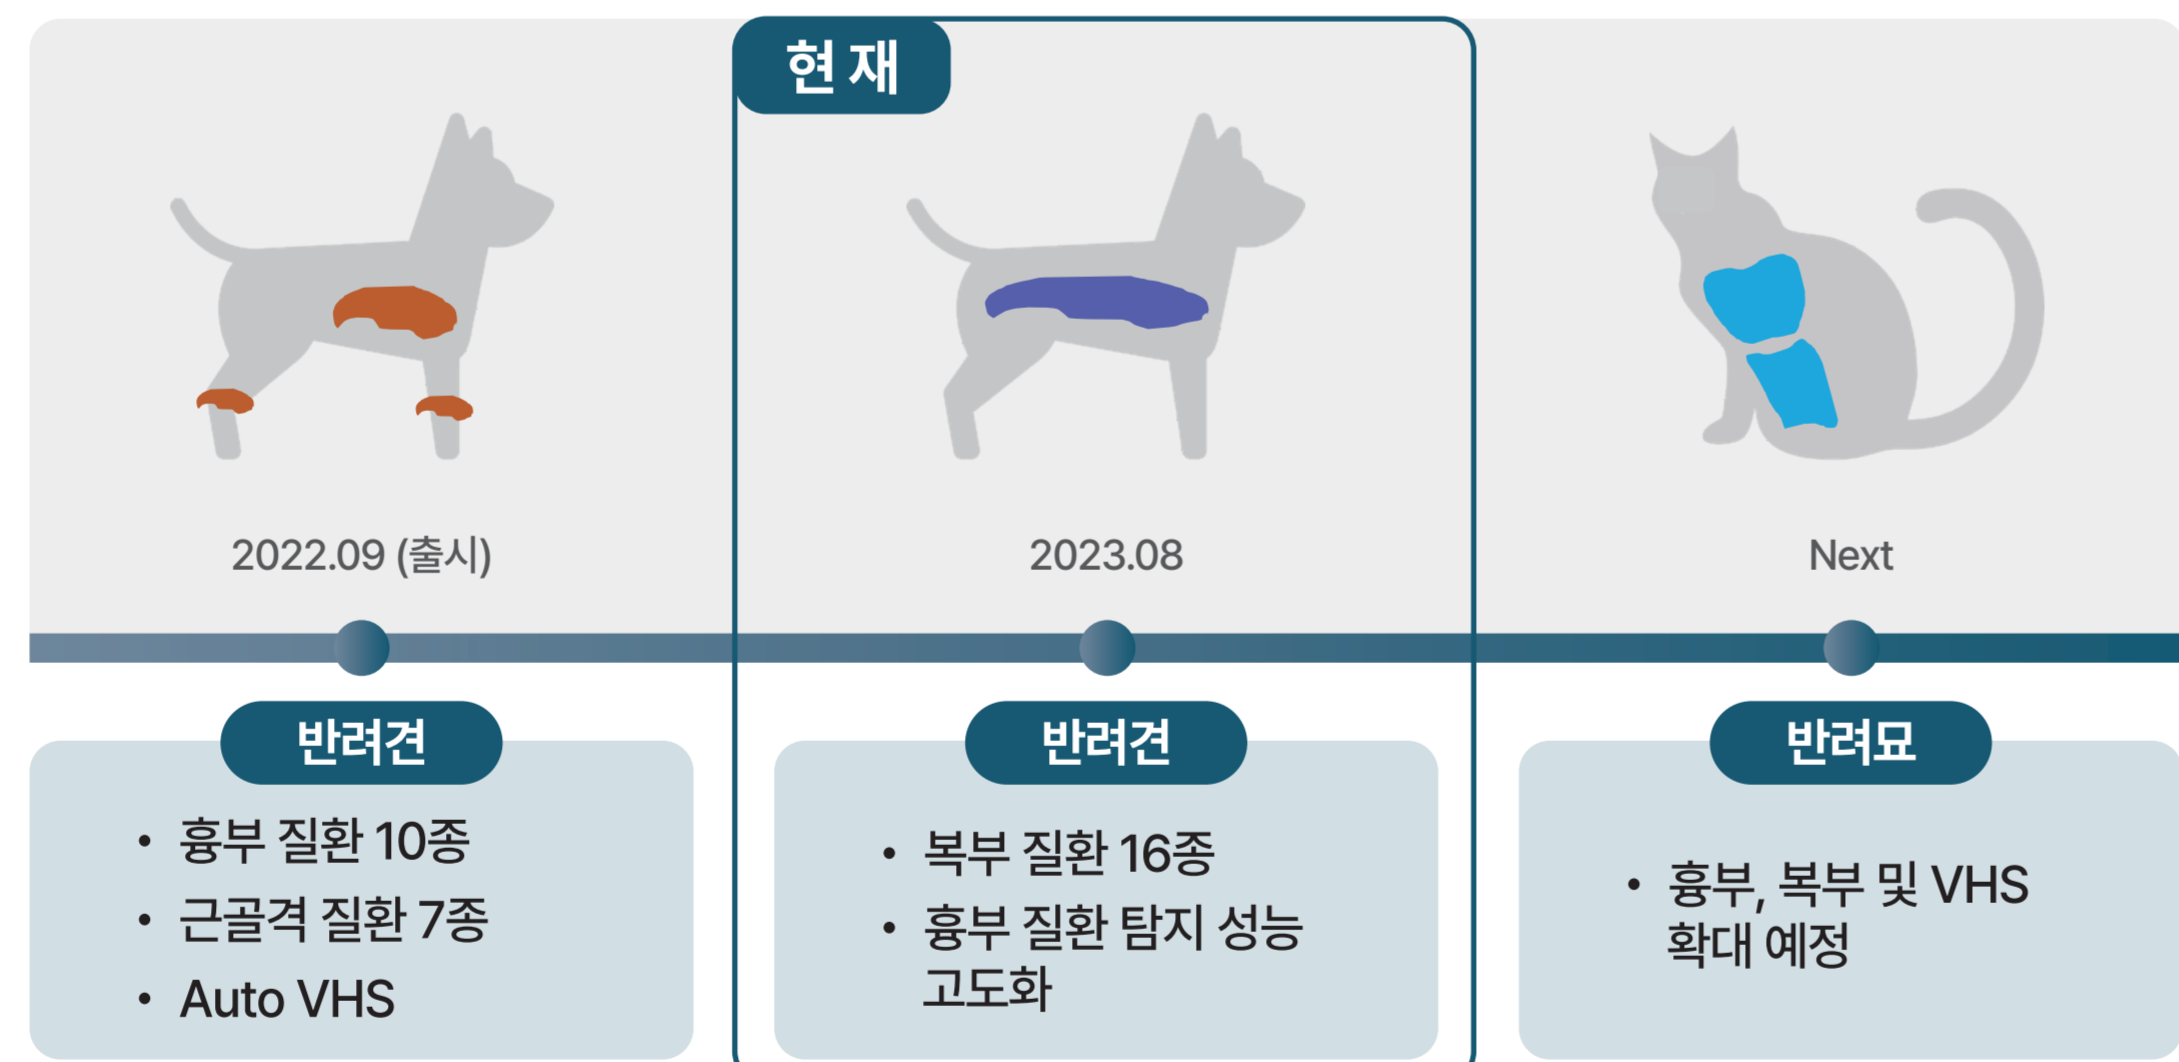 현재
2022.09 (출시)
2023.08
Next
반려견
• 흉부 질환 10종
• 근골격 질환 7종
• Auto VHS
반려견
• 복부 질환 16종
• 흉부 질환 탐지 성능
고도화
반려묘
• 흉부, 복부 및 VHS
확대 예정